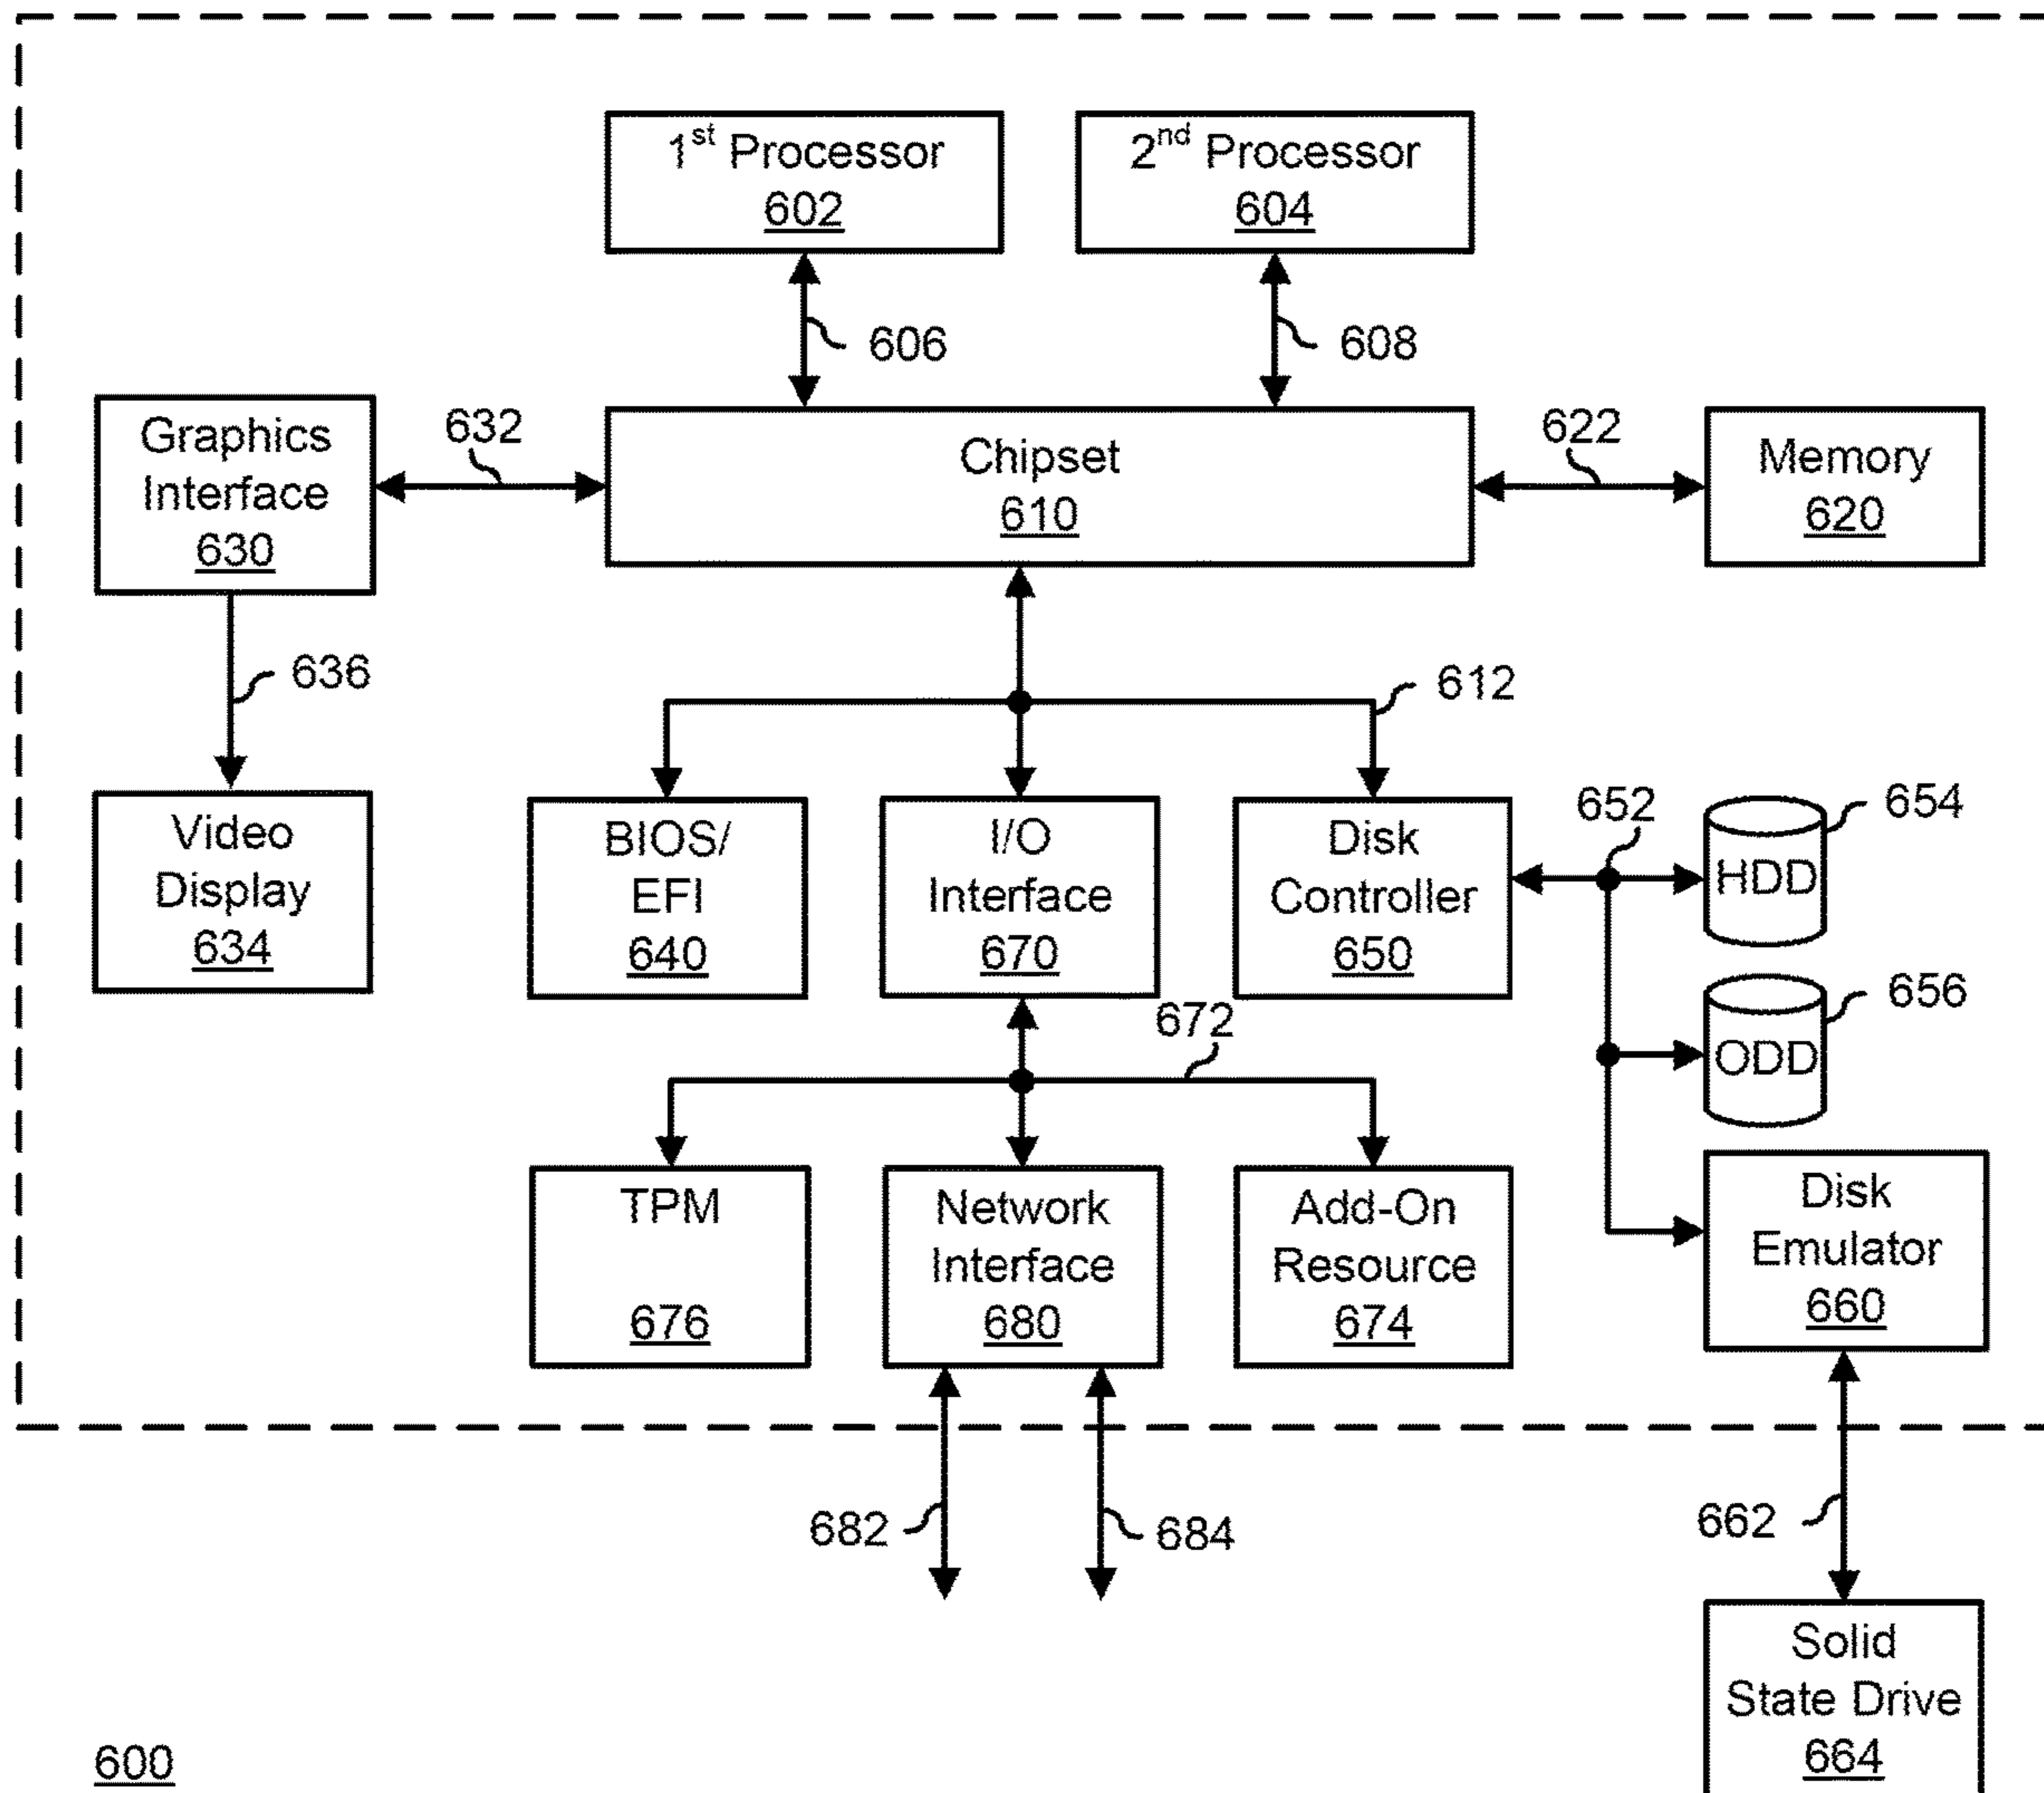 1st Processor
602
2nd Processor
604
606
608
Graphics
Interface
630
632
Chipset
610
622
Memory
620
636
612
Video
Display
634
BIOS/
EFI
640
I/O
Interface
670
Disk
Controller
650
652
HDD
654
ODD
656
672
TPM
676
Network
Interface
680
Add-On
Resource
674
Disk
Emulator
660
682
684
662
Solid
State Drive
664
600